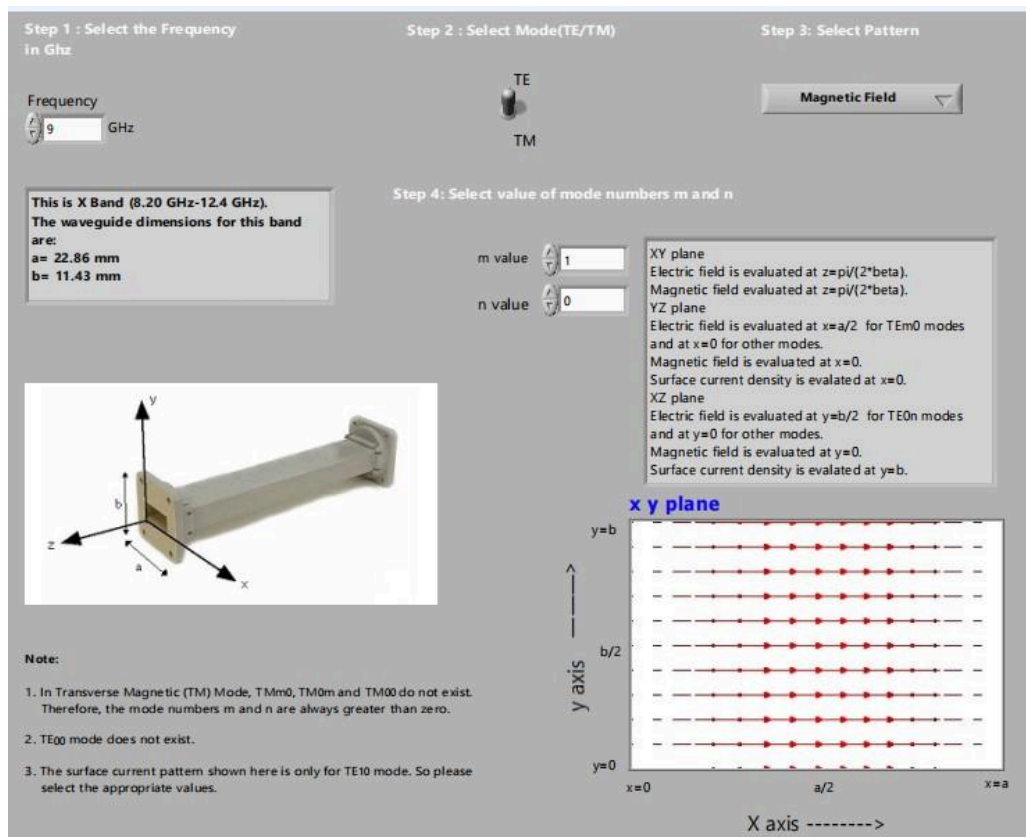 Step 1 : Select the Frequency
in Ghz
Step 2 : Select Mode(TE/TM)
Step 3: Select Pattern
Frequency
9
GHz
TE
TM
Magnetic Field
This is X Band (8.20 GHz-12.4 GHz).
The waveguide dimensions for this band
are:
a= 22.86 mm
b= 11.43 mm
Step 4: Select value of mode numbers m and n
m value
1
n value
0
XY plane
Electric field is evaluated at z=pi/(2*beta).
Magnetic field evaluated at z=pi/(2*beta).
YZ plane
Electric field is evaluated at x=a/2 for TEm0 modes
and at x=0 for other modes.
Magnetic field is evaluated at x=0.
Surface current density is evalated at x=0.
XZ plane
Electric field is evaluated at y=b/2 for TE0n modes
and at y=0 for other modes.
Magnetic field is evaluated at y=0.
Surface current density is evalated at y=b.
y
b
z
a
x
x y plane
y=b
b/2
y=0
y axis ---->
x=0
a/2
x=a
X axis -------->
Note:
1. In Transverse Magnetic (TM) Mode, TMm0, TM0m and TM00 do not exist.
Therefore, the mode numbers m and n are always greater than zero.
2. TE00 mode does not exist.
3. The surface current pattern shown here is only for TE10 mode. So please
select the appropriate values.